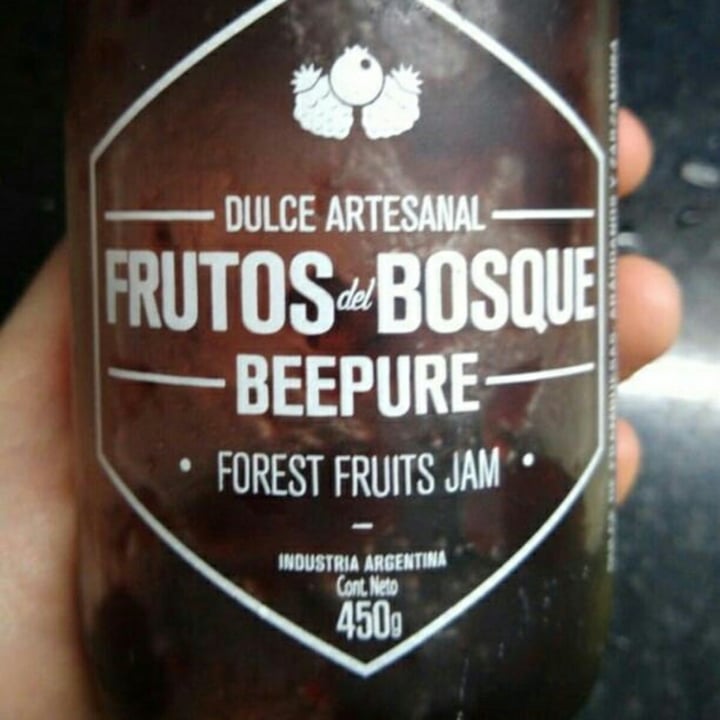 DULCE ARTESANAL
FRUTOS del BOSQUE
BEEPURE
• FOREST FRUITS JAM •
INDUSTRIA ARGENTINA
Cont. Neto
450g